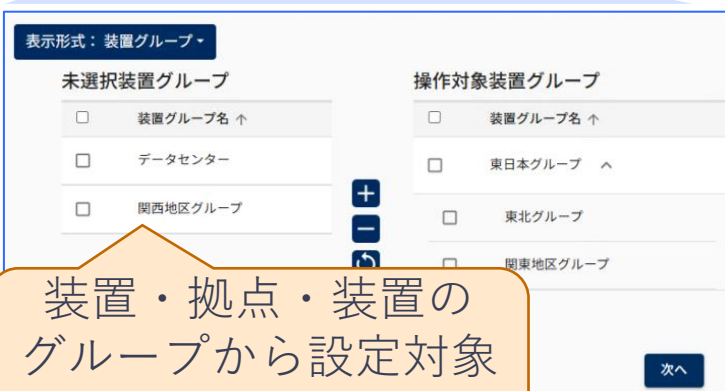 表示形式： 装置グループ
未選択装置グループ
操作対象装置グループ
装置グループ名 ↑
装置グループ名 ↑
データセンター
東日本グループ
関西地区グループ
東北グループ
関東地区グループ
装置・拠点・装置の
グループから設定対象
次へ